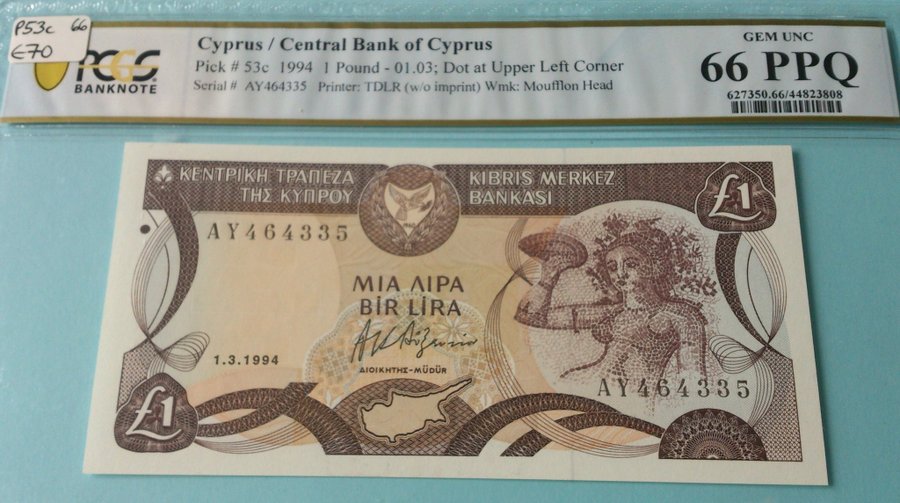 P53c 66
€70
PCGS
BANKNOTE
Cyprus / Central Bank of Cyprus
Pick # 53c 1994 1 Pound - 01.03; Dot at Upper Left Corner
Serial # AY464335 Printer: TDLR (w/o imprint) Wmk: Moufflon Head
GEM UNC
66 PPQ
627350.66/44823808
ΚΕΝΤΡΙΚΗ ΤΡΑΠΕΖΑ
ΤΗΣ ΚΥΠΡΟΥ
KIBRIS MERKEZ
BANKASI
£1
AY464335
ΜΙΑ ΛΙΡΑ
BİR LİRA
1.3.1994
ΔΙΟΙΚΗΤΗΣ-MÜDÜR
AY464335
£1